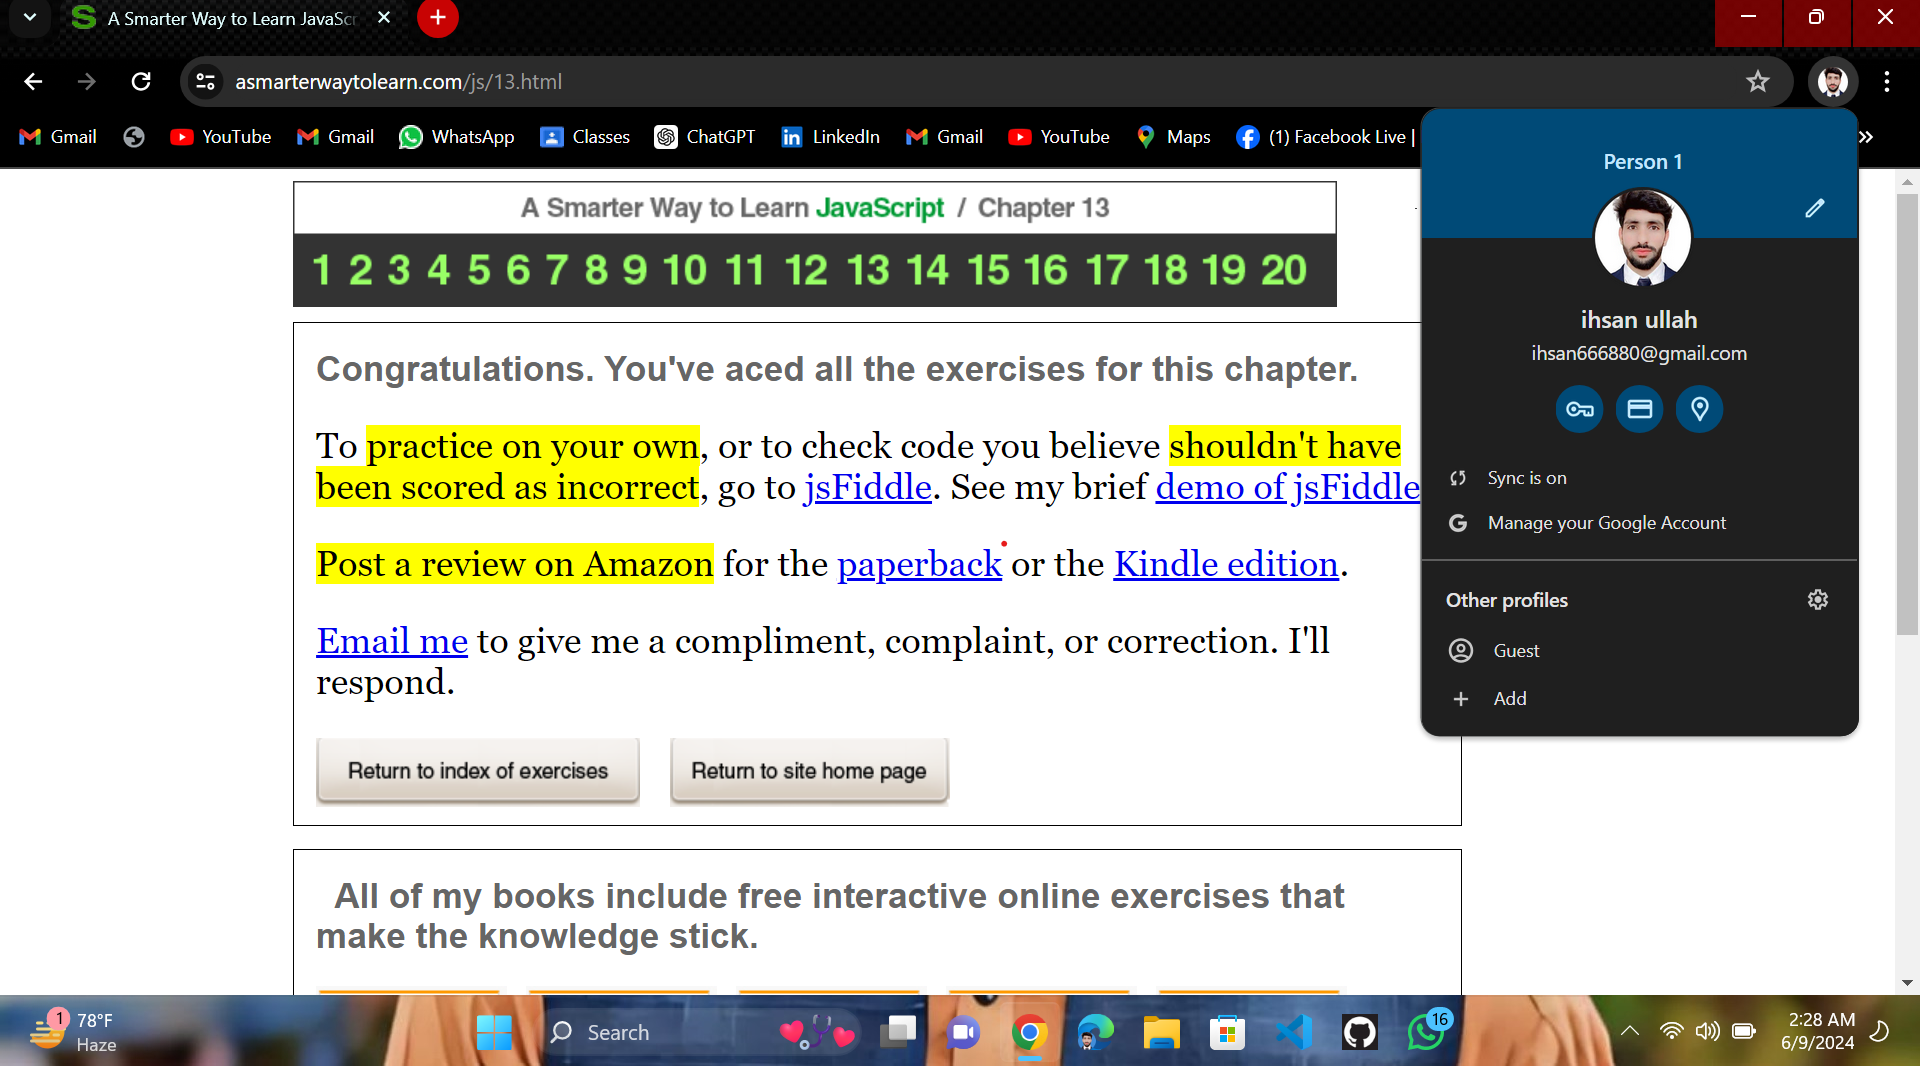 A Smarter Way to Learn JavaScr
asmarterwaytolearn.com/js/13.html
Gmail YouTube Gmail WhatsApp Classes ChatGPT LinkedIn Gmail YouTube Maps (1) Facebook Live |
A Smarter Way to Learn JavaScript / Chapter 13
1 2 3 4 5 6 7 8 9 10 11 12 13 14 15 16 17 18 19 20
Congratulations. You've aced all the exercises for this chapter.
To practice on your own, or to check code you believe shouldn't have
been scored as incorrect, go to jsFiddle. See my brief demo of jsFiddle
Post a review on Amazon for the paperback or the Kindle edition.
Email me to give me a compliment, complaint, or correction. I'll
respond.
Return to index of exercises Return to site home page
All of my books include free interactive online exercises that
make the knowledge stick.
Person 1
ihsan ullah
ihsan666880@gmail.com
Sync is on
Manage your Google Account
Other profiles
Guest
Add
1
78°F
Haze
Search
16
2:28 AM
6/9/2024